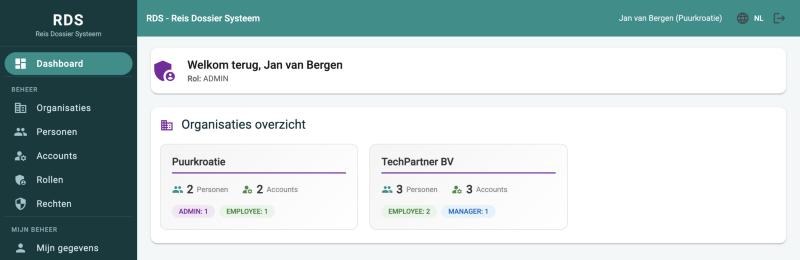 RDS
Reis Dossier Systeem
Dashboard
BEHEER
Organisaties
Personen
Accounts
Rollen
Rechten
MIJN BEHEER
Mijn gegevens
RDS - Reis Dossier Systeem
Jan van Bergen (Puurkroatie)
NL
Welkom terug, Jan van Bergen
Rol: ADMIN
Organisaties overzicht
Puurkroatie
2 Personen
2 Accounts
ADMIN: 1
EMPLOYEE: 1
TechPartner BV
3 Personen
3 Accounts
EMPLOYEE: 2
MANAGER: 1